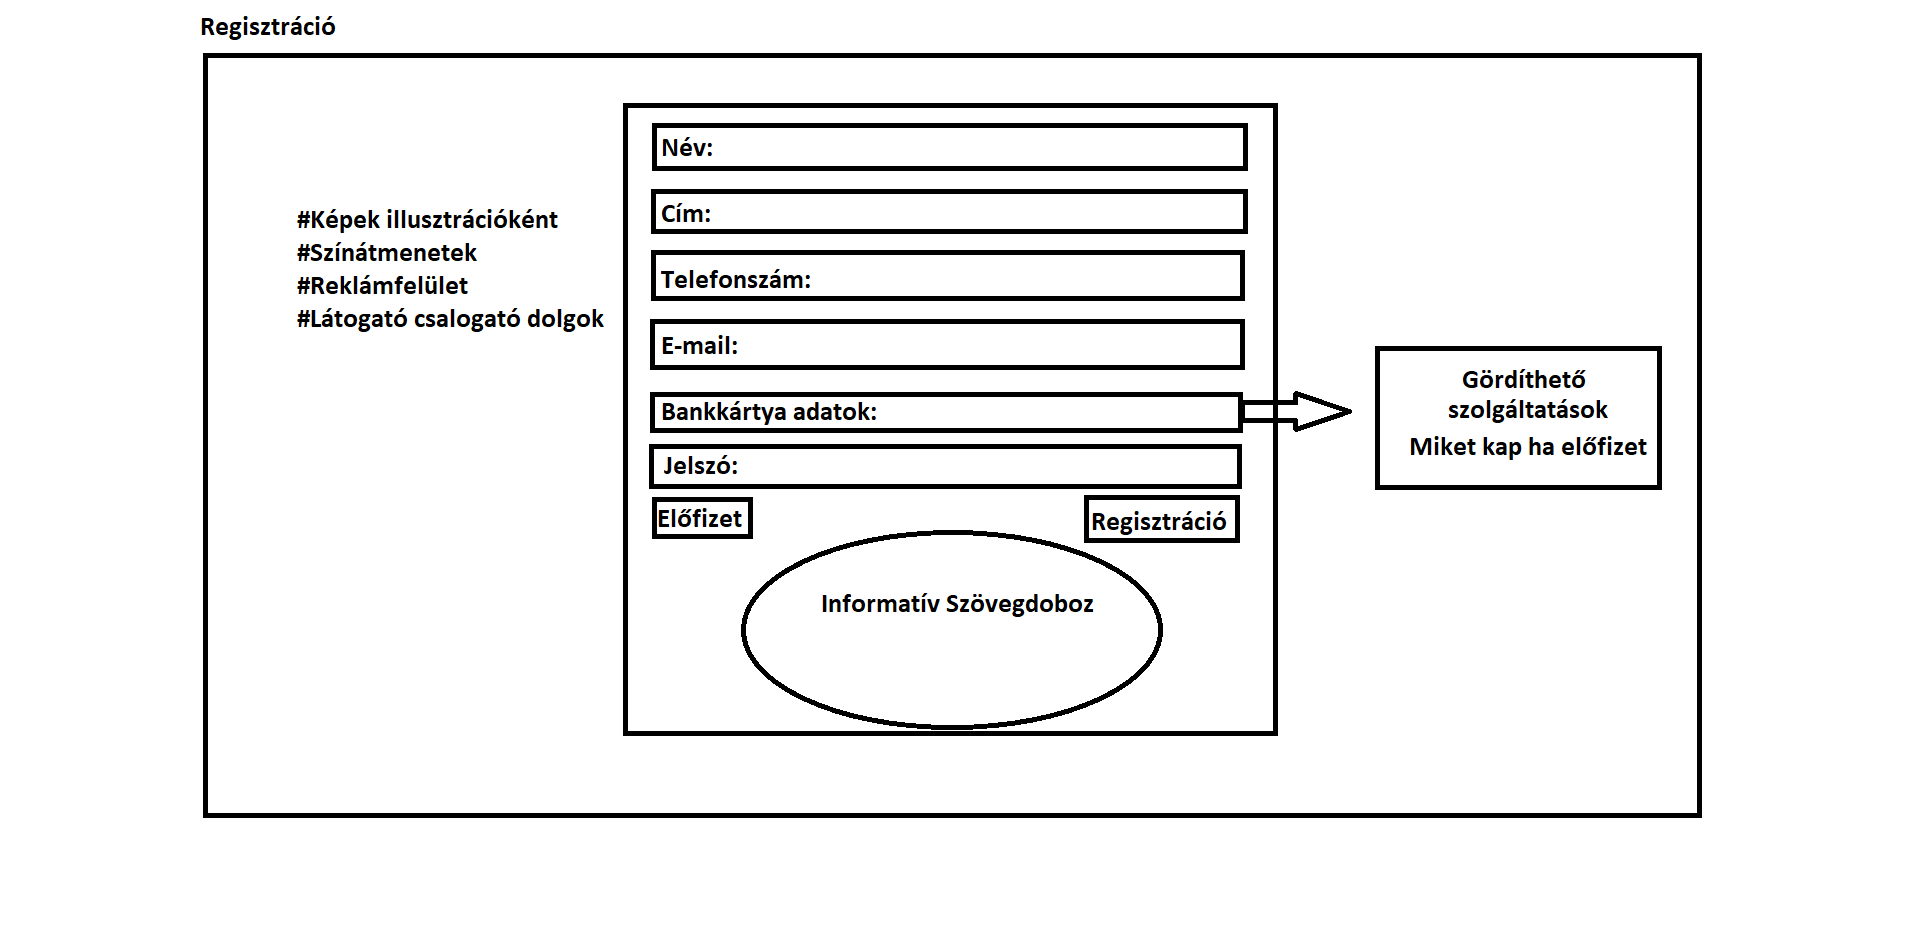 Regisztráció
#Képek illusztrációként
#Színátmenetek
#Reklámfelület
#Látogató csalogató dolgok
Név:
Cím:
Telefonszám:
E-mail:
Bankkártya adatok:
Jelszó:
Előfizet
Regisztráció
Informatív Szövegdoboz
Gördíthető
szolgáltatások
Miket kap ha előfizet